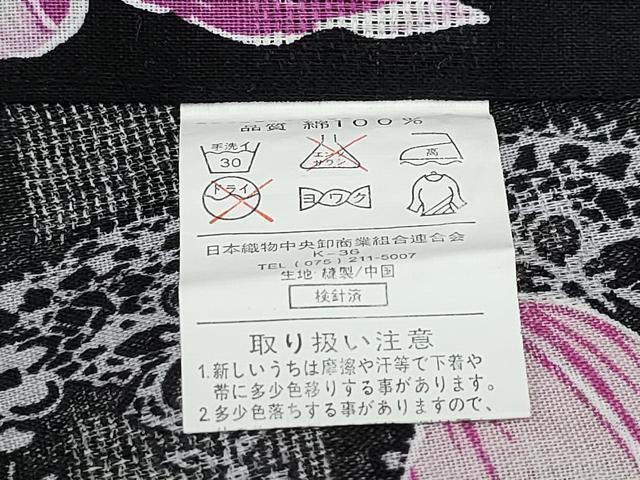 品質 綿100%
手洗イ
30
エンソ
サラシ
高
ドライ
ヨワク
日本織物中央卸商業組合連合会
K-36
TEL(075)211-5007
生地・縫製/中国
検針済
取り扱い注意
1.新しいうちは摩擦や汗等で下着や
帯に多少色移りする事があります。
2.多少色落ちする事がありますので、